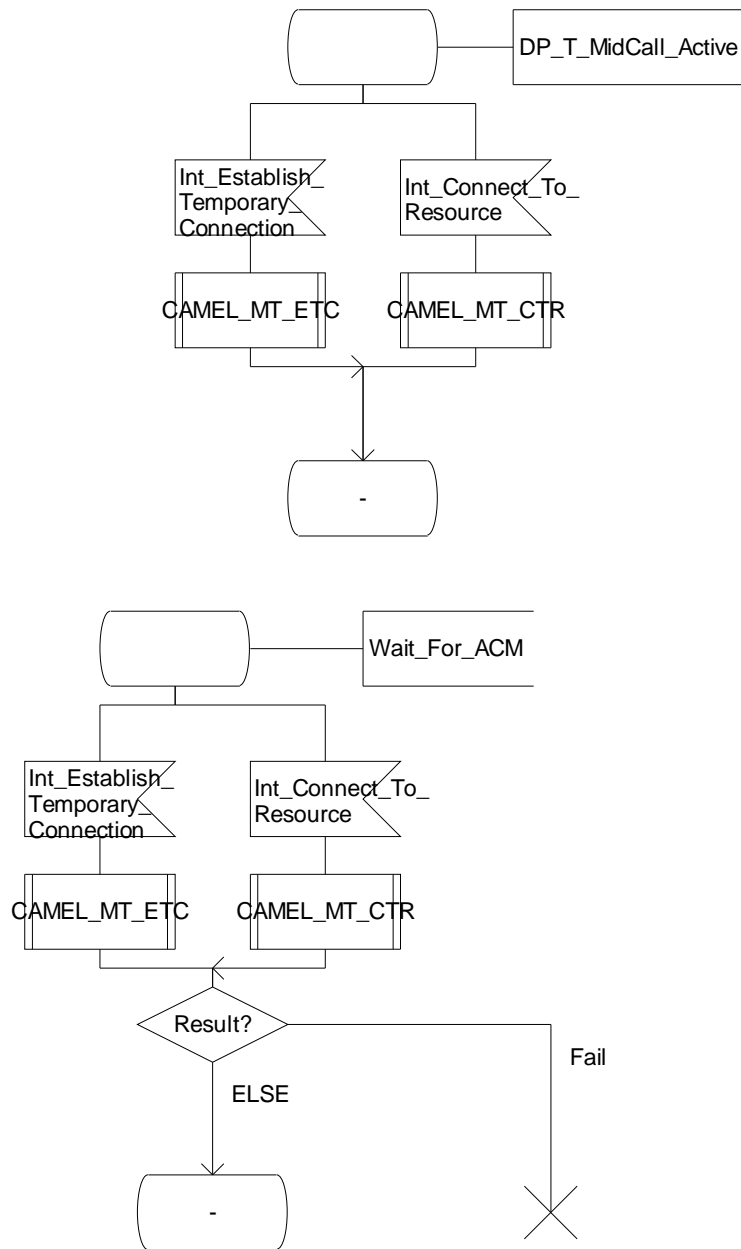 DP_T_MidCall_Active
Int_Establish_
Temporary_
Connection
Int_Connect_To_
Resource
CAMEL_MT_ETC
CAMEL_MT_CTR
-
Wait_For_ACM
Int_Establish_
Temporary_
Connection
Int_Connect_To_
Resource
CAMEL_MT_ETC
CAMEL_MT_CTR
Result?
Fail
ELSE
-